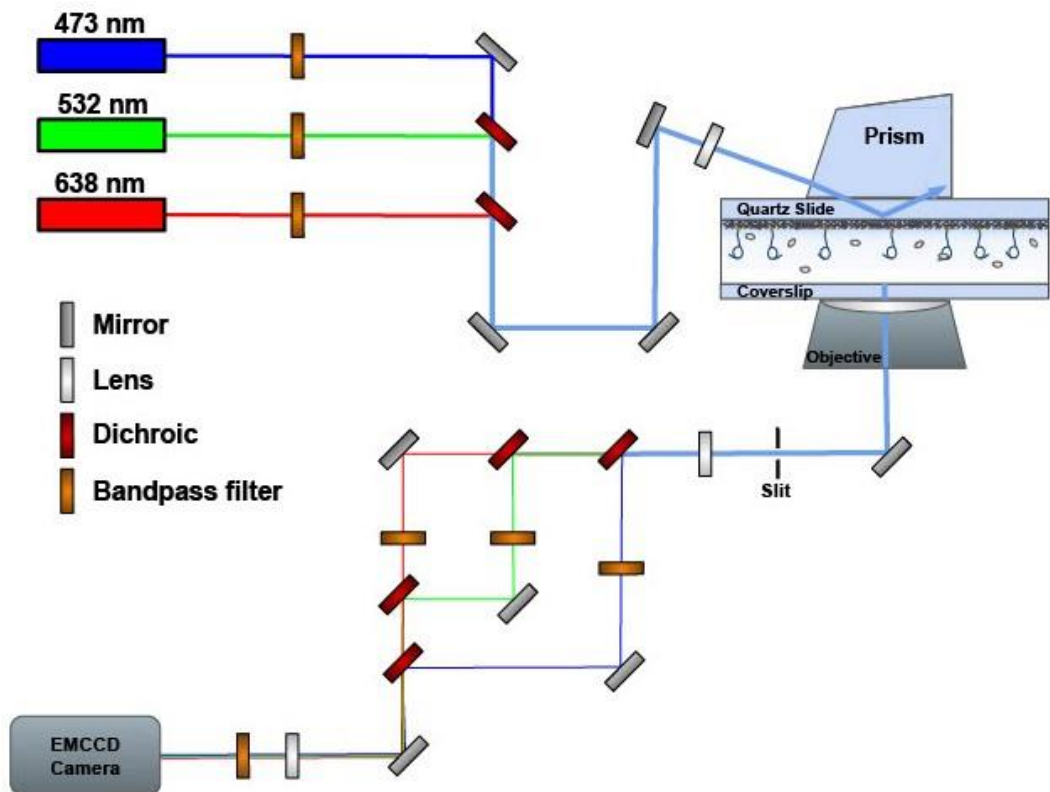 473 nm
532 nm
638 nm
Prism
Quartz Slide
Coverslip
Objective
Mirror
Lens
Dichroic
Bandpass filter
Slit
EMCCD
Camera